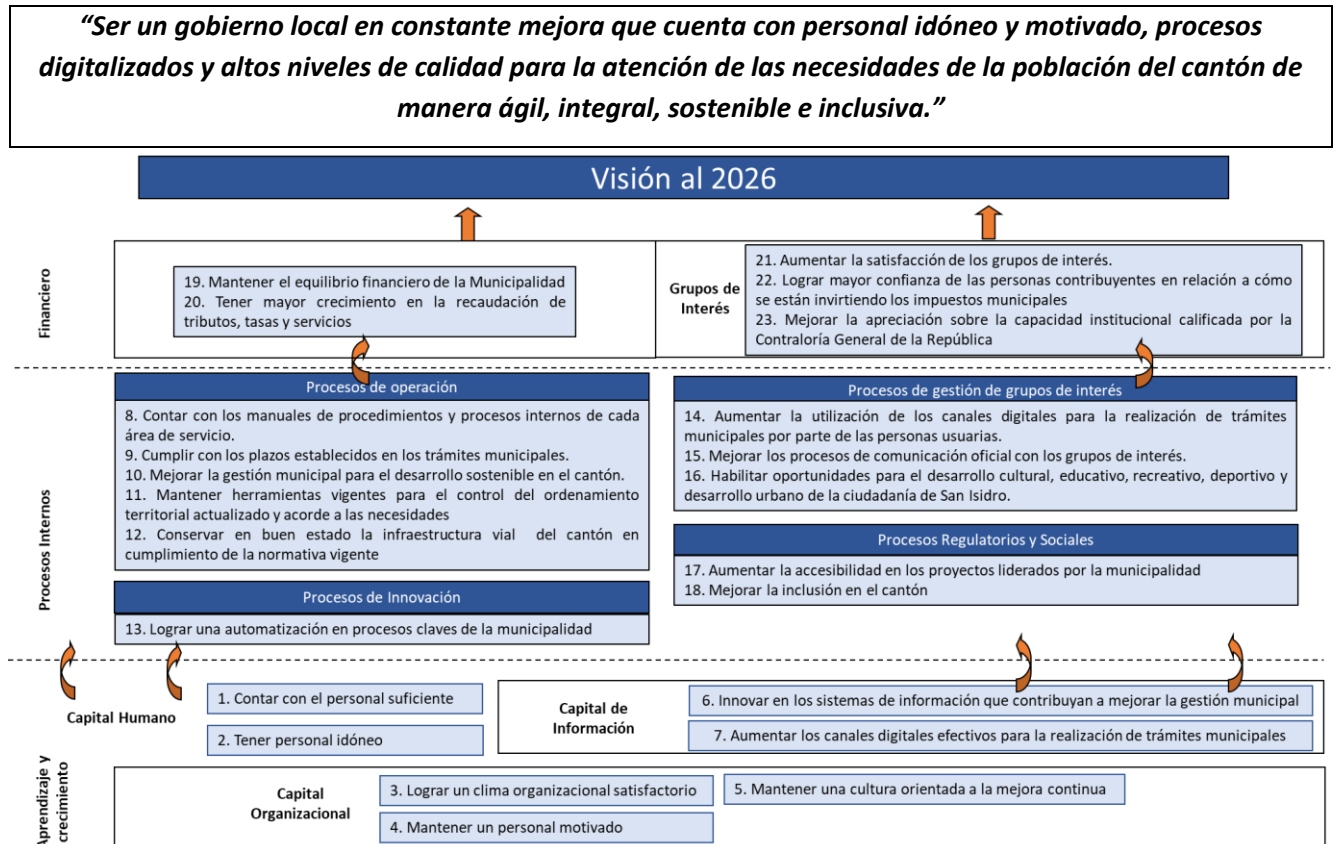 “Ser un gobierno local en constante mejora que cuenta con personal idóneo y motivado, procesos
digitalizados y altos niveles de calidad para la atención de las necesidades de la población del cantón de
manera ágil, integral, sostenible e inclusiva.”
Visión al 2026
Financiero
19. Mantener el equilibrio financiero de la Municipalidad
20. Tener mayor crecimiento en la recaudación de
tributos, tasas y servicios
Grupos de
Interés
21. Aumentar la satisfacción de los grupos de interés.
22. Lograr mayor confianza de las personas contribuyentes en relación a cómo
se están invirtiendo los impuestos municipales
23. Mejorar la apreciación sobre la capacidad institucional calificada por la
Contraloría General de la República
Procesos Internos
Procesos de operación
8. Contar con los manuales de procedimientos y procesos internos de cada
área de servicio.
9. Cumplir con los plazos establecidos en los trámites municipales.
10. Mejorar la gestión municipal para el desarrollo sostenible en el cantón.
11. Mantener herramientas vigentes para el control del ordenamiento
territorial actualizado y acorde a las necesidades
12. Conservar en buen estado la infraestructura vial del cantón en
cumplimiento de la normativa vigente
Procesos de Innovación
13. Lograr una automatización en procesos claves de la municipalidad
Procesos de gestión de grupos de interés
14. Aumentar la utilización de los canales digitales para la realización de trámites
municipales por parte de las personas usuarias.
15. Mejorar los procesos de comunicación oficial con los grupos de interés.
16. Habilitar oportunidades para el desarrollo cultural, educativo, recreativo, deportivo y
desarrollo urbano de la ciudadanía de San Isidro.
Procesos Regulatorios y Sociales
17. Aumentar la accesibilidad en los proyectos liderados por la municipalidad
18. Mejorar la inclusión en el cantón
Aprendizaje y
crecimiento
Capital Humano
1. Contar con el personal suficiente
2. Tener personal idóneo
Capital de
Información
6. Innovar en los sistemas de información que contribuyan a mejorar la gestión municipal
7. Aumentar los canales digitales efectivos para la realización de trámites municipales
Capital
Organizacional
3. Lograr un clima organizacional satisfactorio
4. Mantener un personal motivado
5. Mantener una cultura orientada a la mejora continua